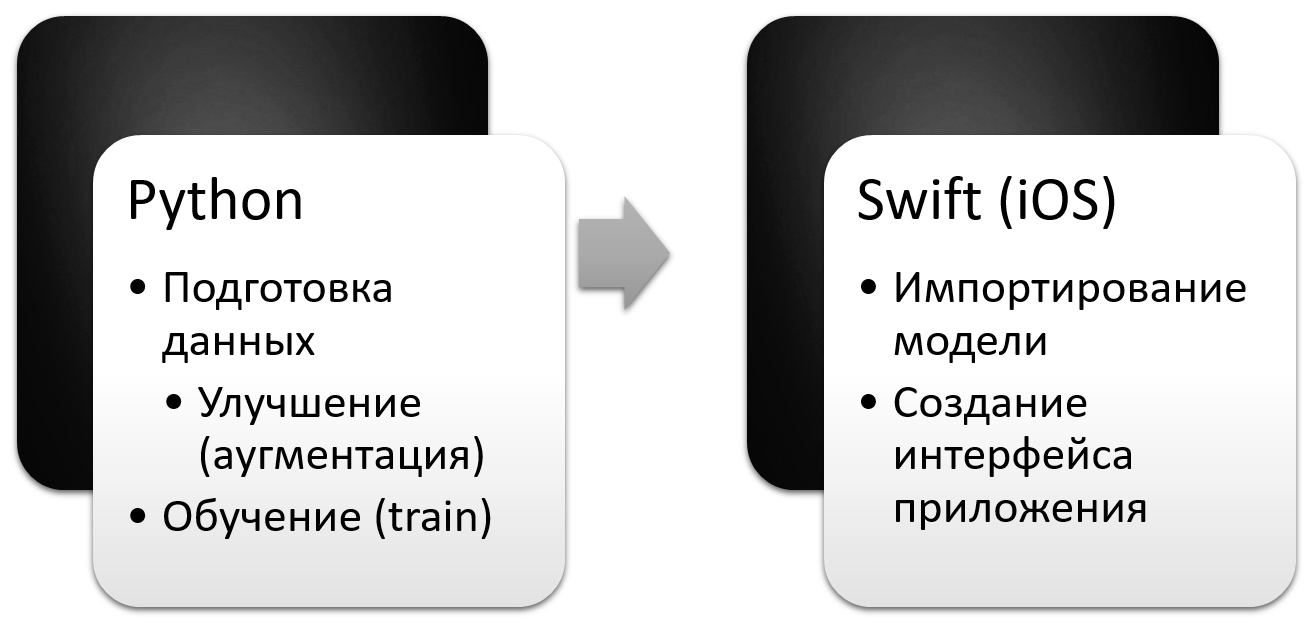 Python
• Подготовка
данных
• Улучшение
(аугментация)
• Обучение (train)
Swift (iOS)
• Импортирование
модели
• Создание
интерфейса
приложения